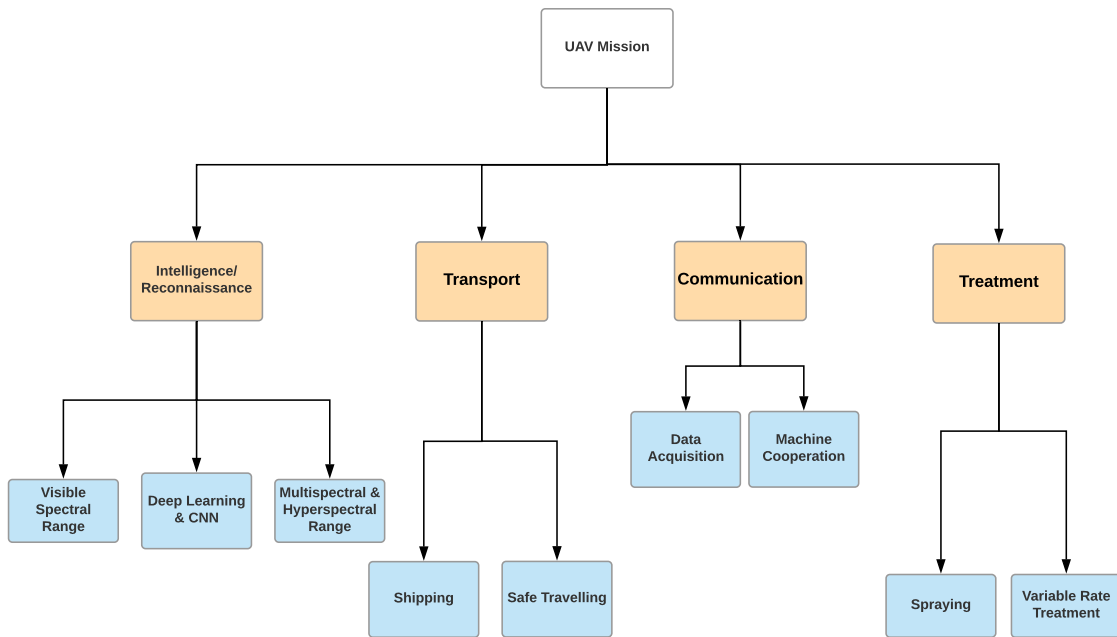 UAV Mission
Intelligence/
Reconnaissance
Transport
Communication
Treatment
Visible
Spectral
Range
Deep Learning
& CNN
Multispectral &
Hyperspectral
Range
Shipping
Safe Travelling
Data
Acquisition
Machine
Cooperation
Spraying
Variable Rate
Treatment